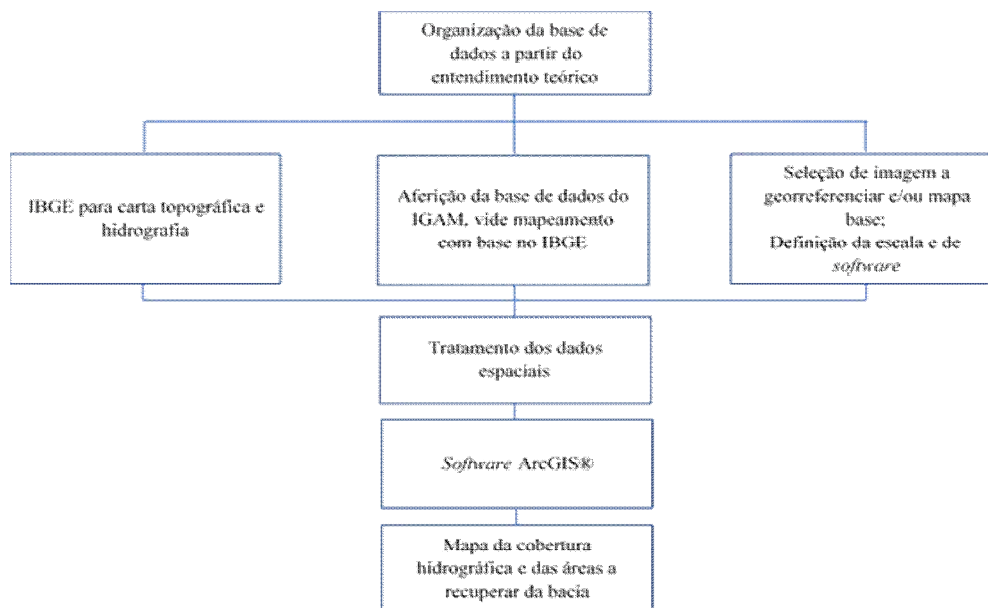 Organização da base de
dados a partir do
entendimento teórico
IBGE para carta topográfica e
hidrografia
Aferição da base de dados do
IGAM, vide mapeamento
com base no IBGE
Seleção de imagem a
georreferenciar e/ou mapa
base;
Definição da escala e de
software
Tratamento dos dados
espaciais
Software ArcGIS®
Mapa da cobertura
hidrográfica e das áreas a
recuperar da bacia